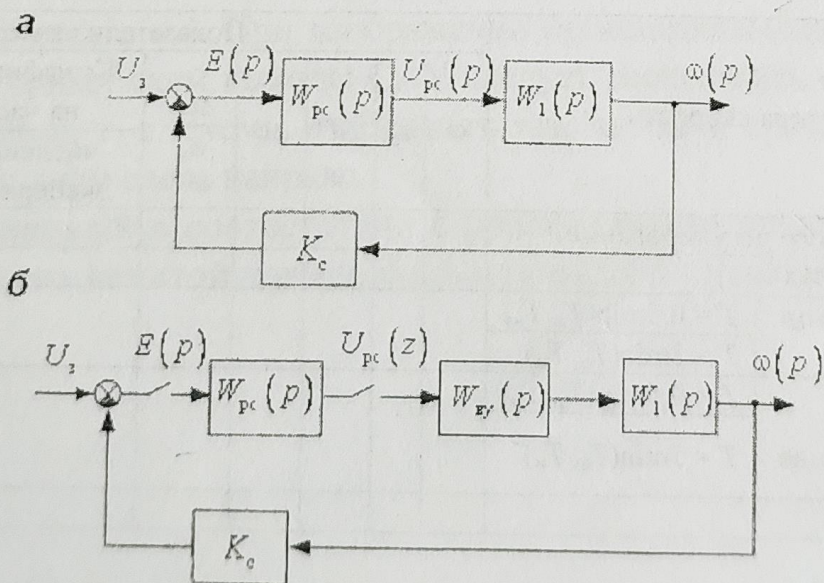 а
U_з
E(p)
W_рс(p)
U_рс(p)
W_1(p)
ω(p)
K_с
б
U_з
E(p)
W_рс(p)
U_рс(z)
W_ву(p)
W_1(p)
ω(p)
K_с